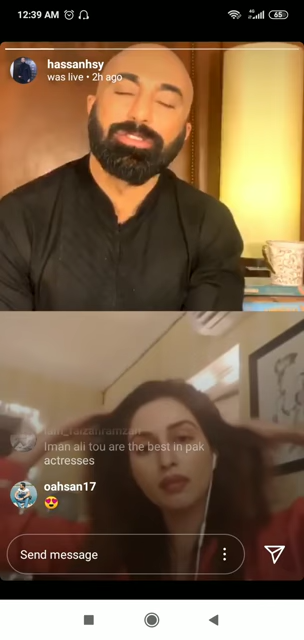 12:39 AM
4G
65
hassanhsy
was live • 2h ago
Iman ali tou are the best in pak
actresses
oahsan17
😍
Send message